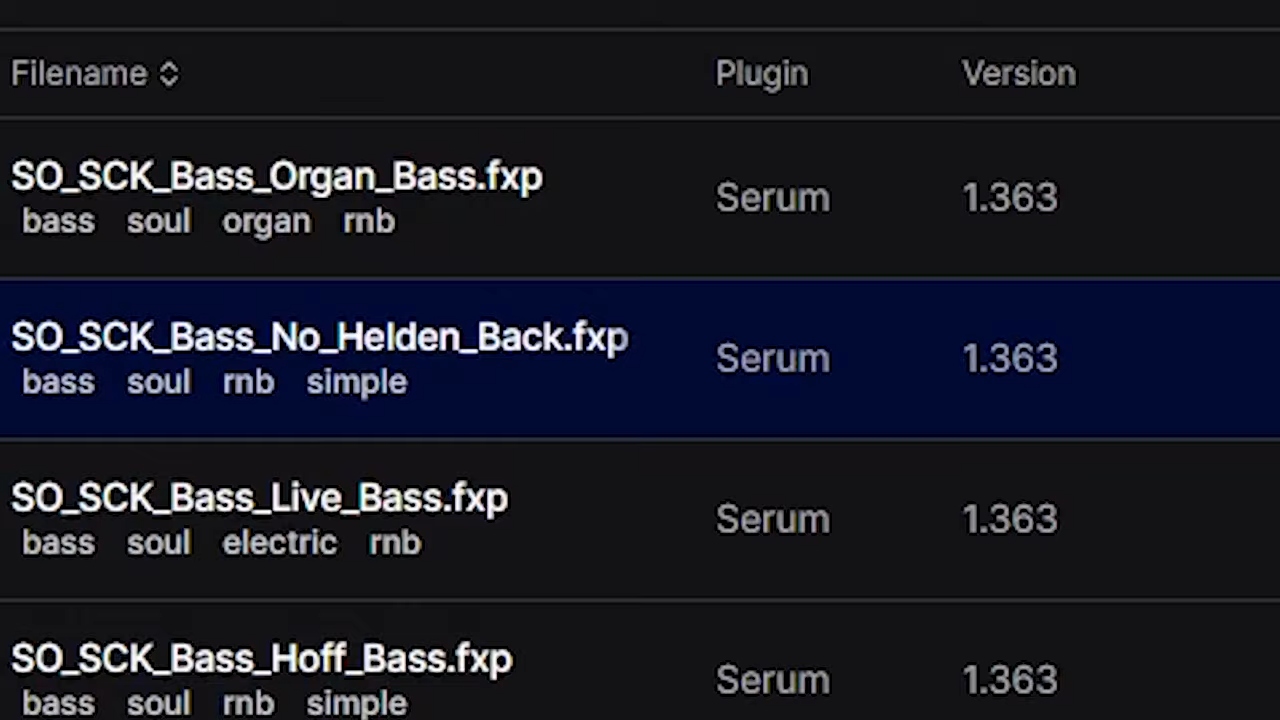 Filename Plugin Version
SO_SCK_Bass_Organ_Bass.fxp
bass soul organ rnb
Serum 1.363
SO_SCK_Bass_No_Helden_Back.fxp
bass soul rnb simple
Serum 1.363
SO_SCK_Bass_Live_Bass.fxp
bass soul electric rnb
Serum 1.363
SO_SCK_Bass_Hoff_Bass.fxp
bass soul rnb simple
Serum 1.363